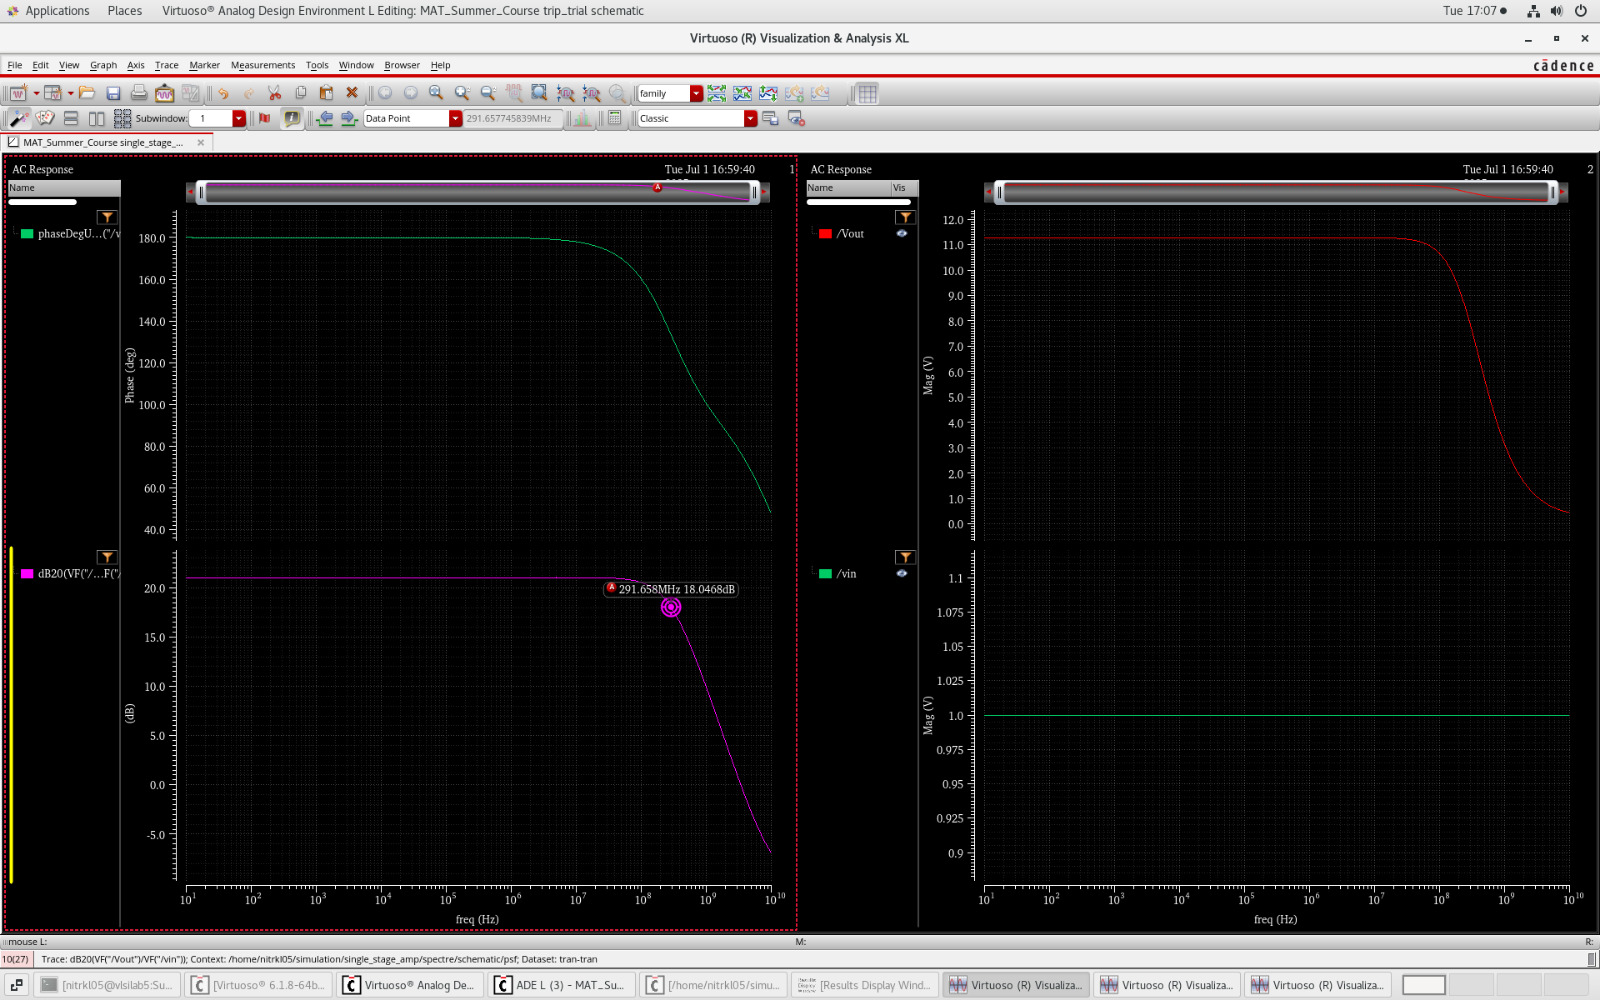 Applications Places Virtuoso® Analog Design Environment L Editing: MAT_Summer_Course trip_trial schematic Tue 17:07
Virtuoso (R) Visualization & Analysis XL
File Edit View Graph Axis Trace Marker Measurements Tools Window Browser Help cādence
family
Subwindow: 1 Data Point 291.657745839MHz Classic
MAT_Summer_Course single_stage_...
AC Response Tue Jul 1 16:59:40 1
Name
phaseDegU...("/v
180.0
160.0
140.0
120.0
100.0
80.0
60.0
40.0
Phase (deg)
dB20(VF("/...F("/
20.0
15.0
10.0
5.0
0.0
-5.0
(dB)
A 291.658MHz 18.0468dB
10^1 10^2 10^3 10^4 10^5 10^6 10^7 10^8 10^9 10^10
freq (Hz)
AC Response Tue Jul 1 16:59:40 2
Name Vis
/Vout
12.0
11.0
10.0
9.0
8.0
7.0
6.0
5.0
4.0
3.0
2.0
1.0
0.0
Mag (V)
/vin
1.1
1.075
1.05
1.025
1.0
0.975
0.95
0.925
0.9
Mag (V)
10^1 10^2 10^3 10^4 10^5 10^6 10^7 10^8 10^9 10^10
freq (Hz)
mouse L: M: R:
10(27) Trace: dB20(VF("/Vout")/VF("/vin")); Context: /home/nitrkl05/simulation/single_stage_amp/spectre/schematic/psf; Dataset: tran-tran
[nitrkl05@vlsilab5:Su... [Virtuoso® 6.1.8-64b... Virtuoso® Analog De... ADE L (3) - MAT_Su... [/home/nitrkl05/simu... [Results Display Wind... Virtuoso (R) Visualiza... Virtuoso (R) Visualiza... Virtuoso (R) Visualiza...